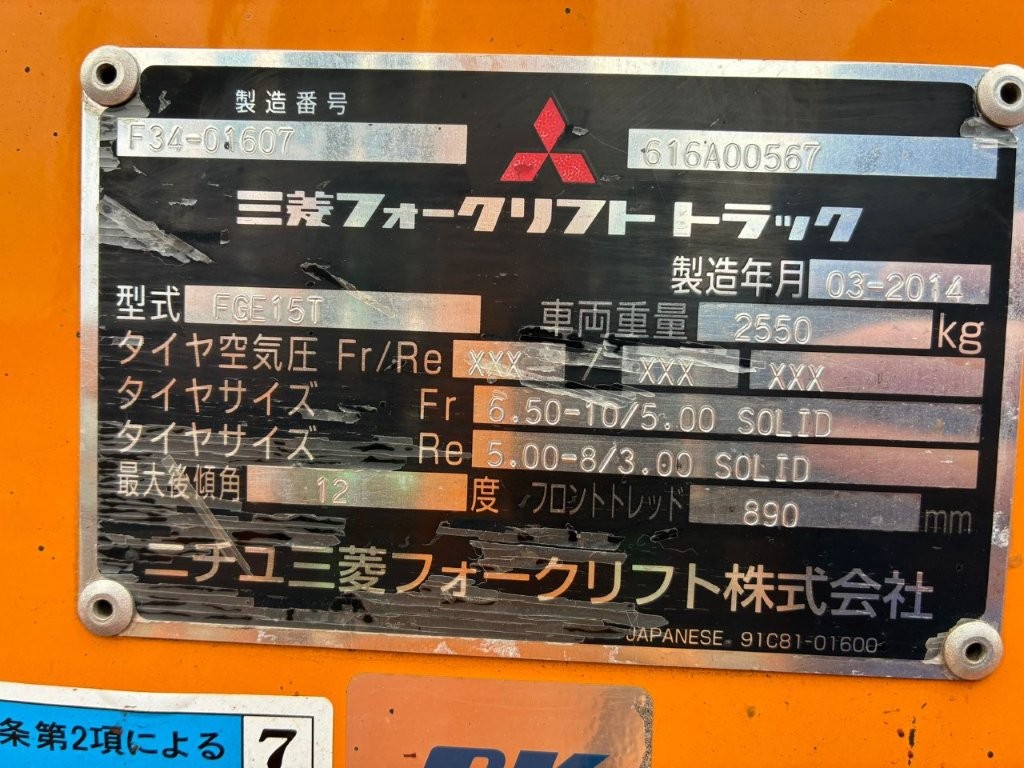 製造番号
F34-01607 616A00567
三菱フォークリフト トラック
製造年月 03-2014
型式 FGE15T 車両重量 2550 kg
タイヤ空気圧 Fr/Re XXX / XXX XXX
タイヤサイズ Fr 6.50-10/5.00 SOLID
タイヤサイズ Re 5.00-8/3.00 SOLID
最大後傾角 12 度 フロントトレッド 890 mm
ニチユ三菱フォークリフト株式会社
JAPANESE 91C81-01600
条第2項による 7